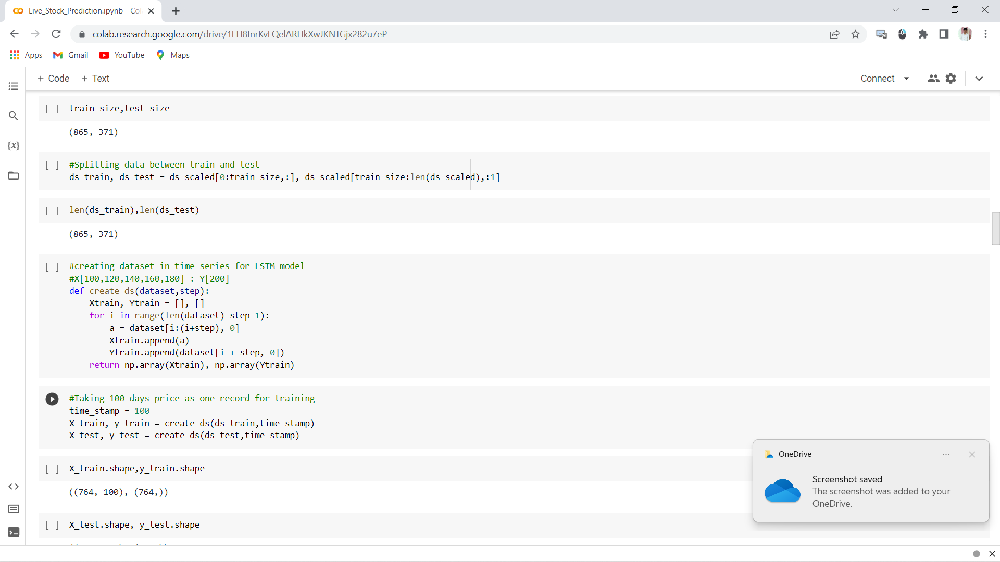 Live_Stock_Prediction.ipynb - Co
colab.research.google.com/drive/1FH8InrKvLQelARHkXwJKNTGjx282u7eP
Apps Gmail YouTube Maps
+ Code + Text Connect
[ ] train_size,test_size
(865, 371)
{x}
[ ] #Splitting data between train and test
ds_train, ds_test = ds_scaled[0:train_size,:], ds_scaled[train_size:len(ds_scaled),:1]
[ ] len(ds_train),len(ds_test)
(865, 371)
[ ] #creating dataset in time series for LSTM model
#X[100,120,140,160,180] : Y[200]
def create_ds(dataset,step):
    Xtrain, Ytrain = [], []
    for i in range(len(dataset)-step-1):
        a = dataset[i:(i+step), 0]
        Xtrain.append(a)
        Ytrain.append(dataset[i + step, 0])
    return np.array(Xtrain), np.array(Ytrain)
#Taking 100 days price as one record for training
time_stamp = 100
X_train, y_train = create_ds(ds_train,time_stamp)
X_test, y_test = create_ds(ds_test,time_stamp)
[ ] X_train.shape,y_train.shape
((764, 100), (764,))
[ ] X_test.shape, y_test.shape
OneDrive
Screenshot saved
The screenshot was added to your
OneDrive.